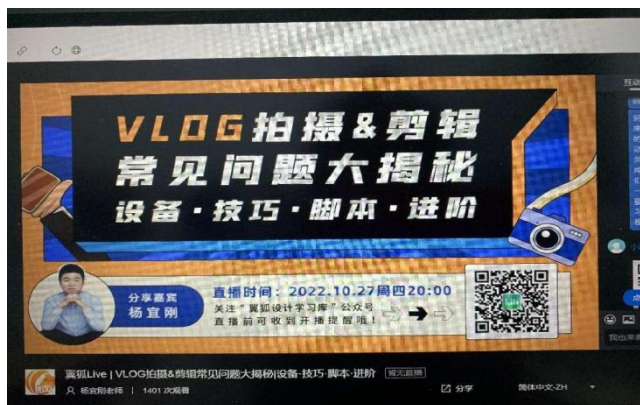 互动
VLOG拍摄&剪辑
常见问题大揭秘
设备·技巧·脚本·进阶
分享嘉宾
杨宜刚
直播时间：2022.10.27周四20:00
关注“翼狐设计学习库”公众号
直播前可收到开播提醒哦！
翼狐Live | VLOG拍摄&剪辑常见问题大揭秘|设备-技巧-脚本-进阶
暂无直播
杨宜刚老师 | 1401 次观看
分享
简体中文-ZH